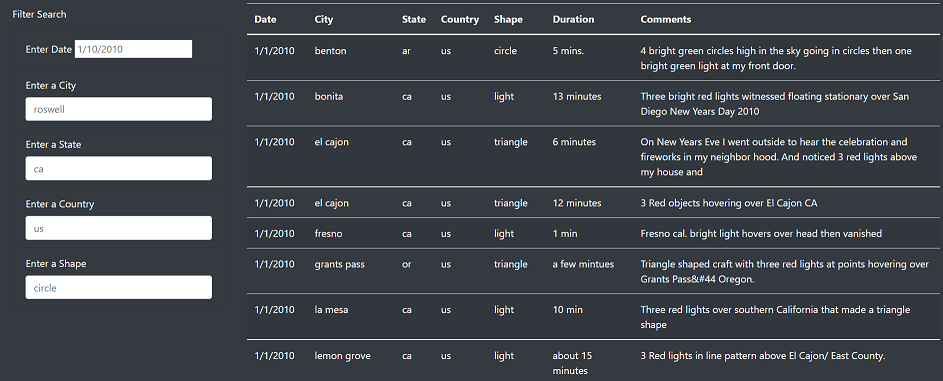 Filter Search
Enter Date 1/10/2010
Enter a City
roswell
Enter a State
ca
Enter a Country
us
Enter a Shape
circle
Date City State Country Shape Duration Comments
1/1/2010 benton ar us circle 5 mins. 4 bright green circles high in the sky going in circles then one
bright green light at my front door.
1/1/2010 bonita ca us light 13 minutes Three bright red lights witnessed floating stationary over San
Diego New Years Day 2010
1/1/2010 el cajon ca us triangle 6 minutes On New Years Eve I went outside to hear the celebration and
fireworks in my neighbor hood. And noticed 3 red lights above
my house and
1/1/2010 el cajon ca us triangle 12 minutes 3 Red objects hovering over El Cajon CA
1/1/2010 fresno ca us light 1 min Fresno cal. bright light hovers over head then vanished
1/1/2010 grants pass or us triangle a few mintues Triangle shaped craft with three red lights at points hovering over
Grants Pass&#44 Oregon.
1/1/2010 la mesa ca us light 10 min Three red lights over southern California that made a triangle
shape
1/1/2010 lemon grove ca us light about 15 3 Red lights in line pattern above El Cajon/ East County.
minutes